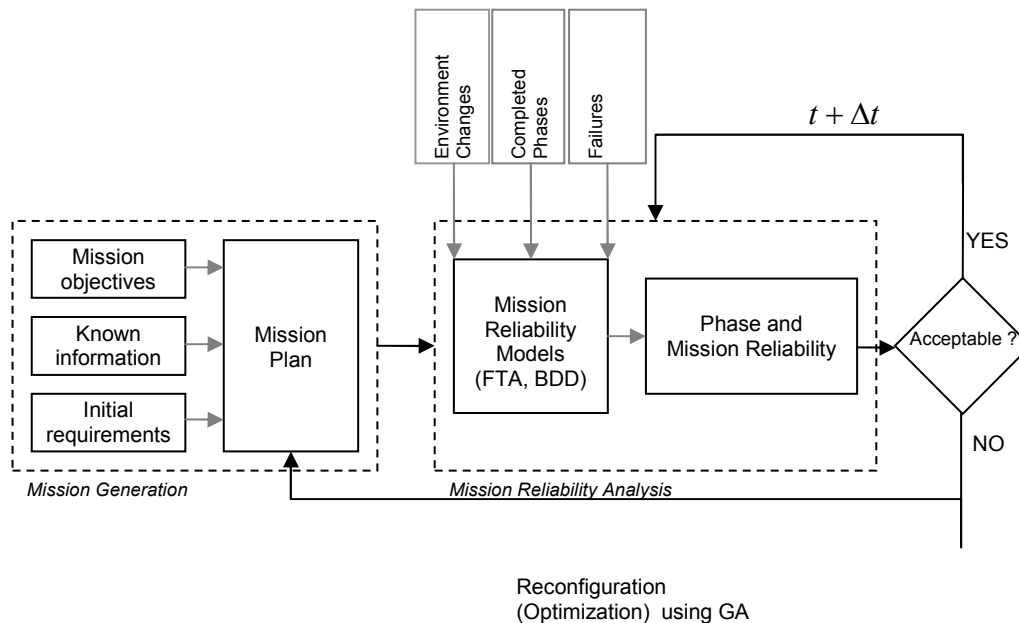 Environment
Changes
Completed
Phases
Failures
t + Δt
YES
Mission
objectives
Known
information
Initial
requirements
Mission
Plan
Mission
Reliability
Models
(FTA, BDD)
Phase and
Mission Reliability
Acceptable ?
NO
Mission Generation
Mission Reliability Analysis
Reconfiguration
(Optimization) using GA